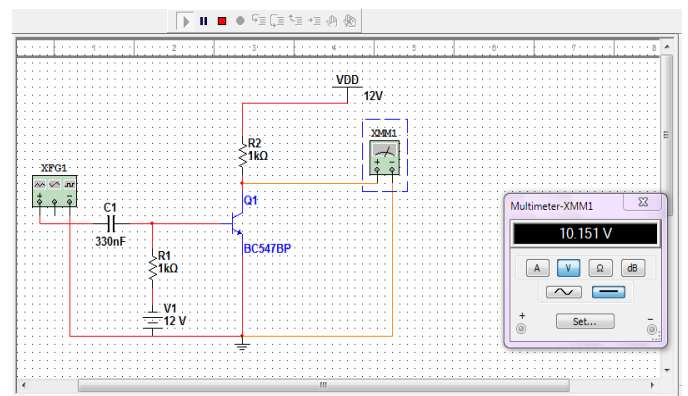 1 2 3 4 5 6 7 8
VDD
12V
R2
1kΩ
XMM1
XFG1
Q1
C1
330nF
BC547BP
R1
1kΩ
V1
12 V
Multimeter-XMM1
10.151 V
A V Ω dB
Set...
+ -